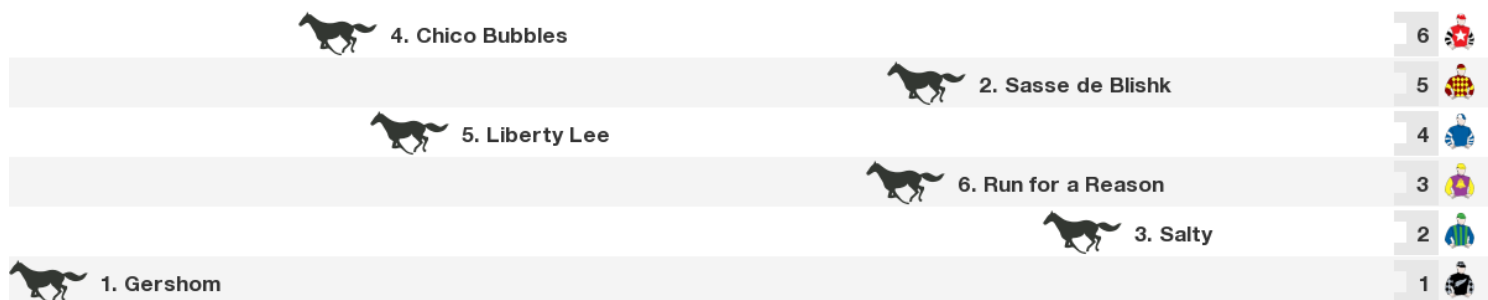 4. Chico Bubbles 6
2. Sasse de Blishk 5
5. Liberty Lee 4
6. Run for a Reason 3
3. Salty 2
1. Gershom 1